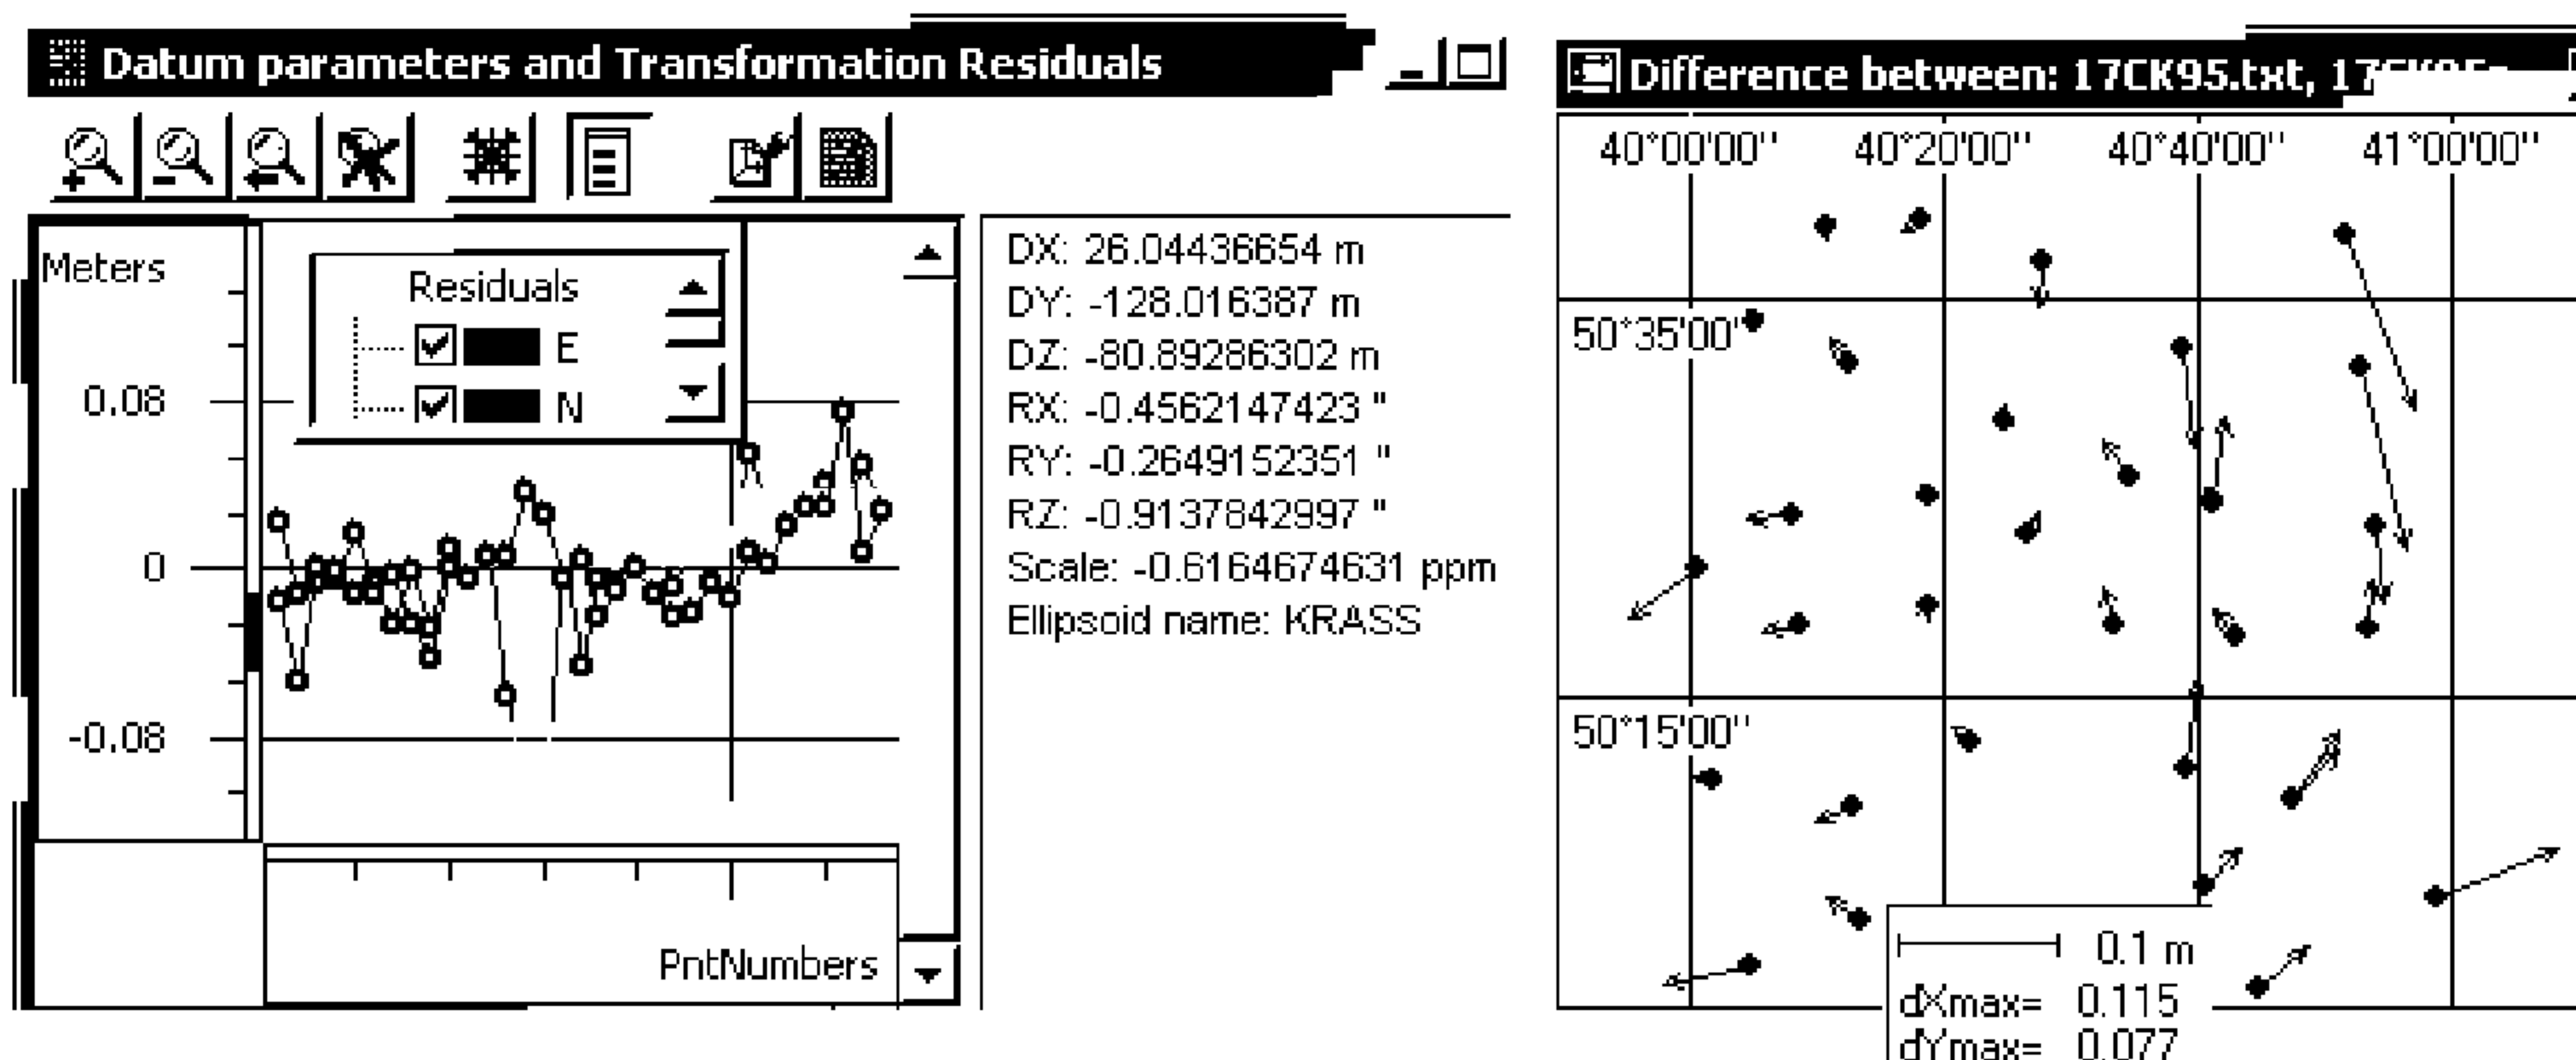 Datum parameters and Transformation Residuals
Meters
0.08
0
-0.08
Residuals
E
N
PntNumbers
DX: 26.04436654 m
DY: -128.016387 m
DZ: -80.89286302 m
RX: -0.4562147423 "
RY: -0.2649152351 "
RZ: -0.9137842997 "
Scale: -0.6164674631 ppm
Ellipsoid name: KRASS
Difference between: 17CK95.txt,
40°00'00" 40°20'00" 40°40'00" 41°00'00"
50°35'00'
50°15'00"
0.1 m
dXmax= 0.115
dYmax= 0.077